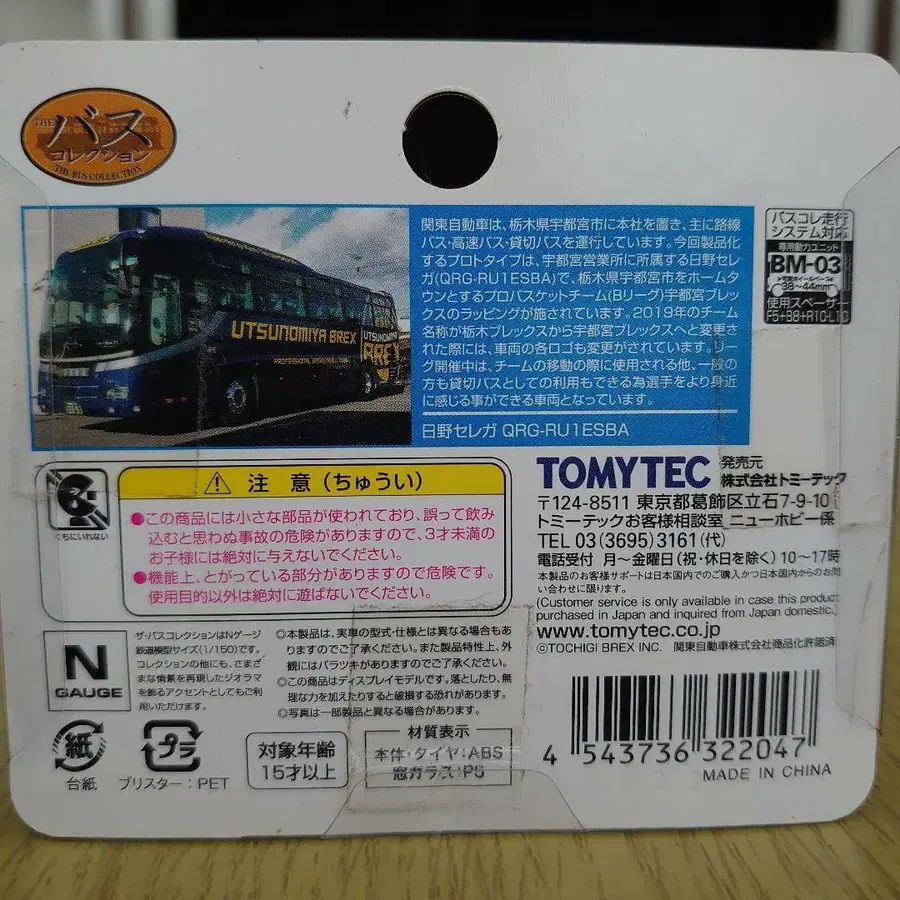 THE
バス
コレクション
THE BUS COLLECTION
UTSUNOMIYA BREX
PROFESSIONAL BASKETBALL TEAM
UTSUNOMIYA
BREX
関東自動車は、栃木県宇都宮市に本社を置き、主に路線
バス・高速バス・貸切バスを運行しています。今回製品化
するプロトタイプは、宇都宮営業所に所属する日野セレ
ガ(QRG-RU1ESBA)で、栃木県宇都宮市をホームタ
ウンとするプロバスケットチーム(Bリーグ)宇都宮ブレッ
クスのラッピングが施されています。2019年のチーム
名称が栃木ブレックスから宇都宮ブレックスへと変更さ
れた際には、車両の各ロゴも変更がされています。リー
グ開催中は、チームの移動の際に使用される他、一般の
方も貸切バスとしての利用もできる為選手をより身近
に感じる事ができる車両となっています。
日野セレガ QRG-RU1ESBA
バスコレ走行
システム対応
専用動力ユニット
BM-03
38~44mm
使用スペーサー
F5+B8+R10・L10
くちにいれない
注 意 (ちゅうい)
●この商品には小さな部品が使われており、誤って飲み
込むと思わぬ事故の危険がありますので、3才未満の
お子様には絶対に与えないでください。
●機能上、とがっている部分がありますので危険です。
使用目的以外は絶対に遊ばないでください。
TOMYTEC 発売元
株式会社トミーテック
〒124-8511 東京都葛飾区立石7-9-10
トミーテックお客様相談室 ニューホビー係
TEL 03(3695)3161(代)
電話受付 月~金曜日(祝・休日を除く)10~17時
本製品のお客様サポートは日本国内でのご購入かつ日本国内からのお問
い合わせに限ります。
(Customer service is only available in case this product
purchased in Japan and inquired from Japan domestic.)
www.tomytec.co.jp
©TOCHIGI BREX INC. 関東自動車株式会社商品化許諾済
N
GAUGE
ザ・バスコレクションはNゲージ
鉄道模型サイズ(1/150)です。
コレクションの他にも、さまざ
まな情景を再現したジオラマ
を飾るアクセントとしてもご利
用いただけます。
◎本製品は、実車の型式・仕様とは異なる場合もあ
りますのでご了承ください。また製品特性上、外
観にはバラツキがありますのでご了承ください。
◎この商品はディスプレイモデルです。落としたり、無
理な力を加えたりすると破損する恐れがあります。
◎写真は一部製品と異なる場合があります。
紙
台紙
プラ
ブリスター:PET
対象年齢
15才以上
材質表示
本体・タイヤ:ABS
窓ガラス:PS
4 543736 322047
MADE IN CHINA